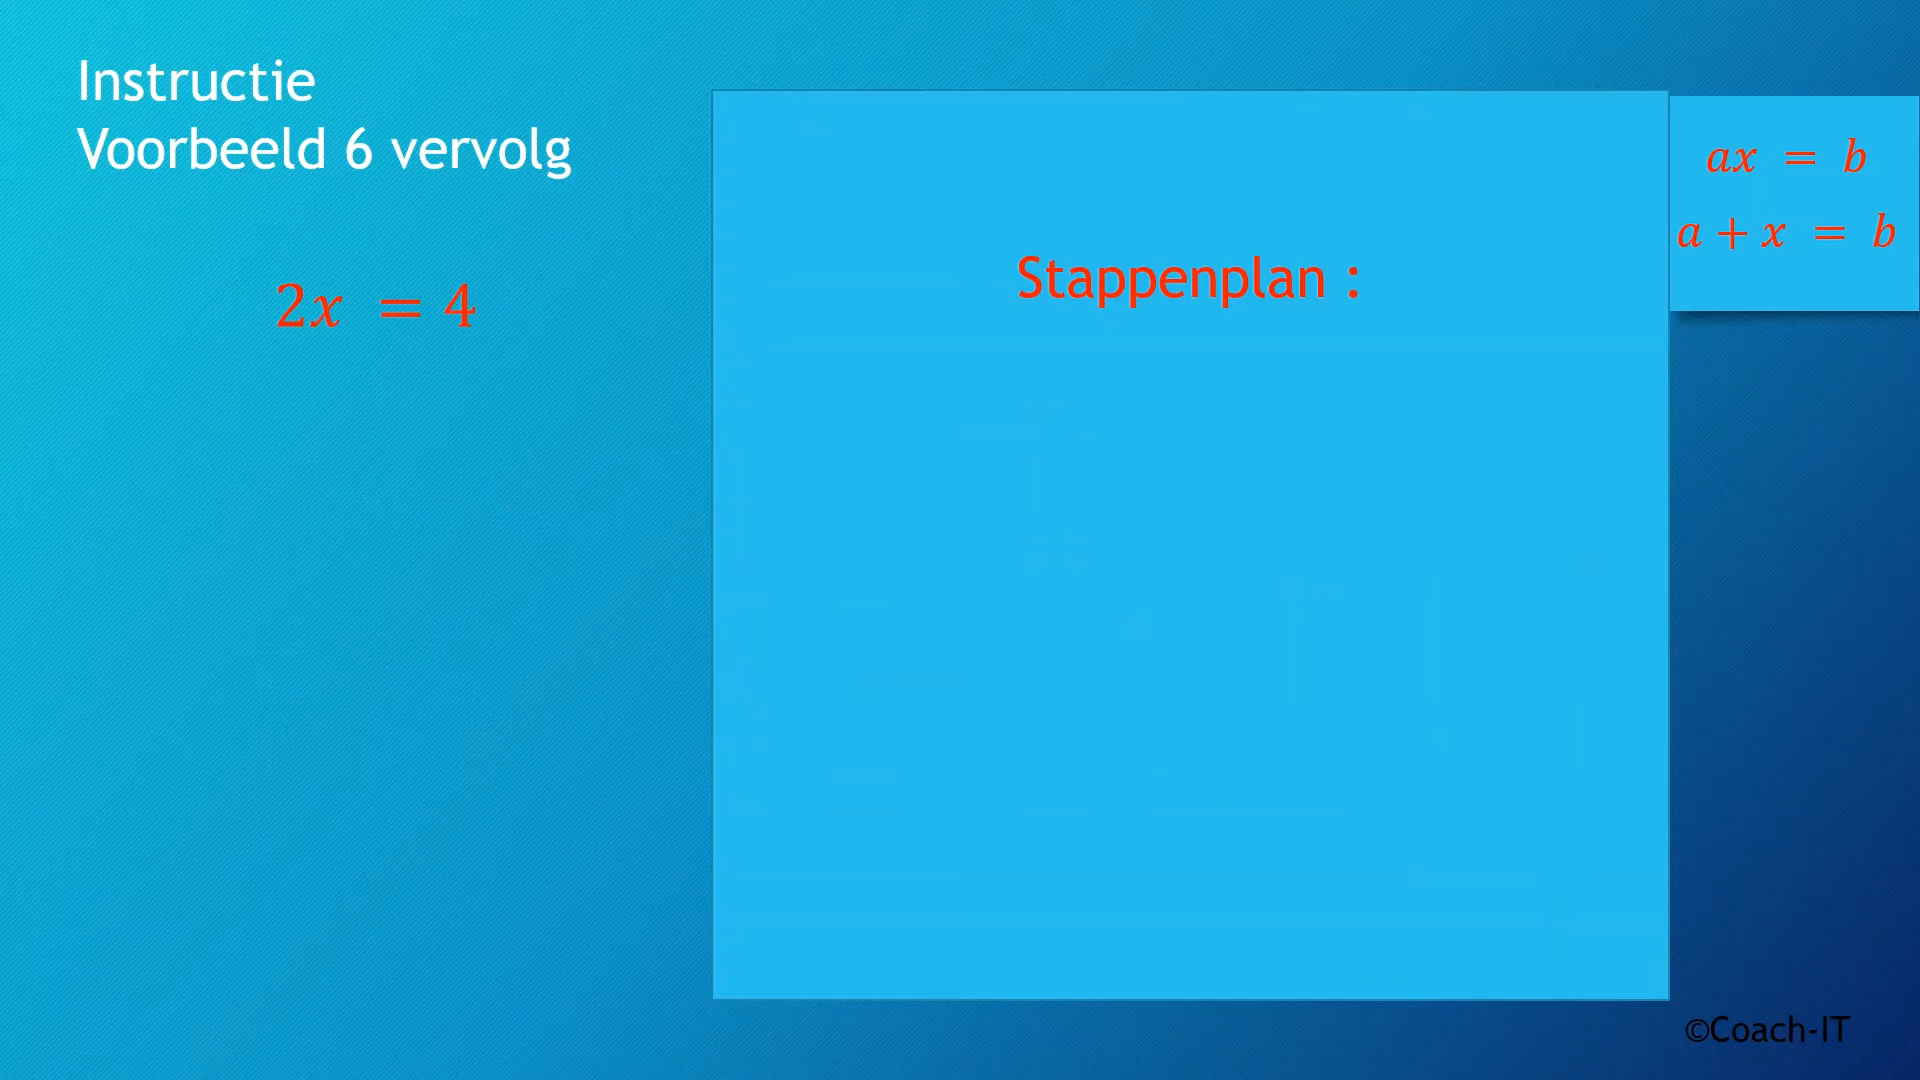 Instructie
Voorbeeld 6 vervolg
2x = 4
Stappenplan :
ax = b
a + x = b
©Coach-IT